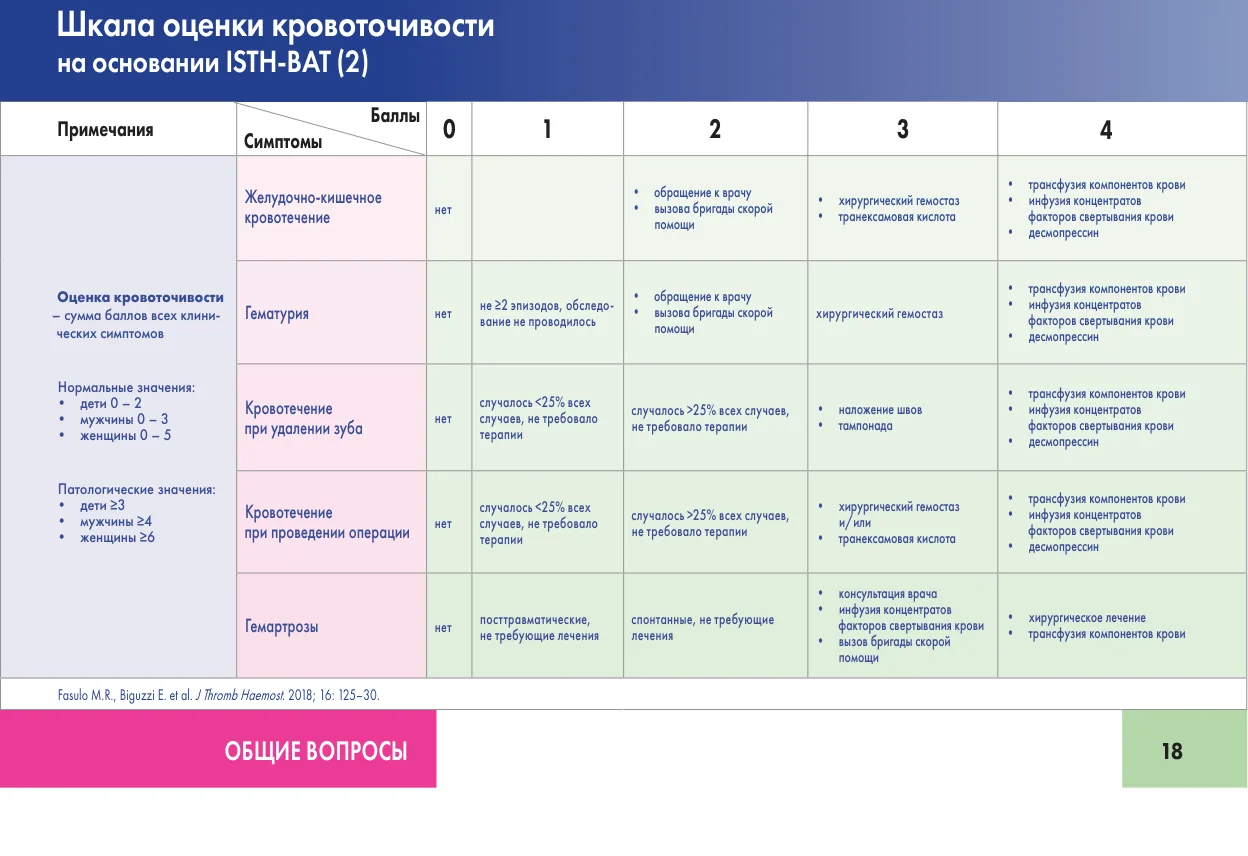 Шкала оценки кровоточивости
на основании ISTH-BAT (2)
Примечания
Баллы
Симптомы
0
1
2
3
4
Оценка кровоточивости
– сумма баллов всех клини-
ческих симптомов
Нормальные значения:
• дети 0 – 2
• мужчины 0 – 3
• женщины 0 – 5
Патологические значения:
• дети ≥3
• мужчины ≥4
• женщины ≥6
Желудочно-кишечное
кровотечение
нет
• обращение к врачу
• вызова бригады скорой
помощи
• хирургический гемостаз
• транексамовая кислота
• трансфузия компонентов крови
• инфузия концентратов
факторов свертывания крови
• десмопрессин
Гематурия
нет
не ≥2 эпизодов, обследо-
вание не проводилось
• обращение к врачу
• вызова бригады скорой
помощи
хирургический гемостаз
• трансфузия компонентов крови
• инфузия концентратов
факторов свертывания крови
• десмопрессин
Кровотечение
при удалении зуба
нет
случалось <25% всех
случаев, не требовало
терапии
случалось >25% всех случаев,
не требовало терапии
• наложение швов
• тампонада
• трансфузия компонентов крови
• инфузия концентратов
факторов свертывания крови
• десмопрессин
Кровотечение
при проведении операции
нет
случалось <25% всех
случаев, не требовало
терапии
случалось >25% всех случаев,
не требовало терапии
• хирургический гемостаз
и/или
• транексамовая кислота
• трансфузия компонентов крови
• инфузия концентратов
факторов свертывания крови
• десмопрессин
Гемартрозы
нет
посттравматические,
не требующие лечения
спонтанные, не требующие
лечения
• консультация врача
• инфузия концентратов
факторов свертывания крови
• вызов бригады скорой
помощи
• хирургическое лечение
• трансфузия компонентов крови
Fasulo M.R., Biguzzi E. et al. J Thromb Haemost. 2018; 16: 125–30.
ОБЩИЕ ВОПРОСЫ
18